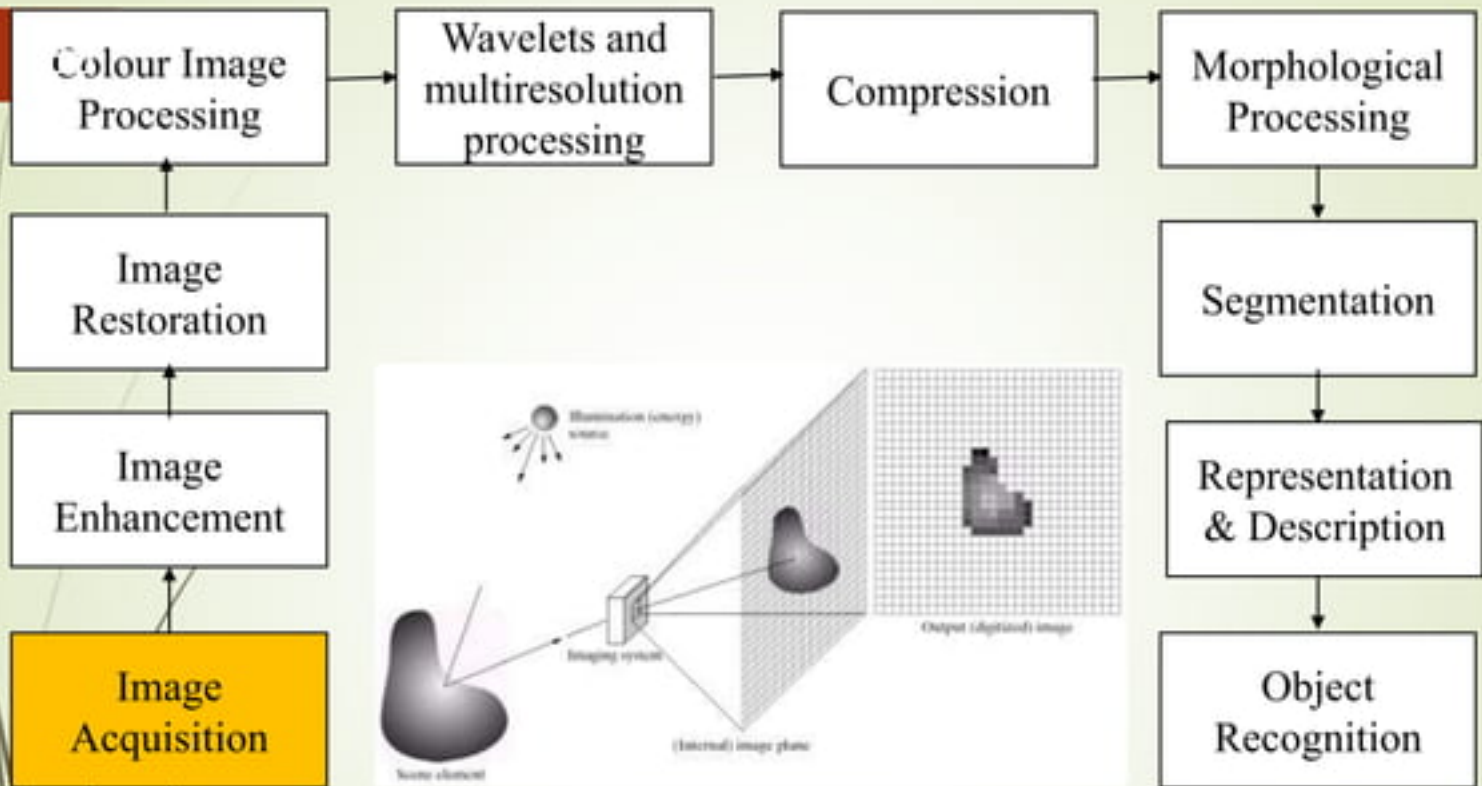 Colour Image
Processing
Wavelets and
multiresolution
processing
Compression
Morphological
Processing
Image
Restoration
Segmentation
Image
Enhancement
Representation
& Description
Image
Acquisition
Object
Recognition
Illumination (energy)
source
Imaging system
Output (digitized) image
(Internal) image plane
Scene element